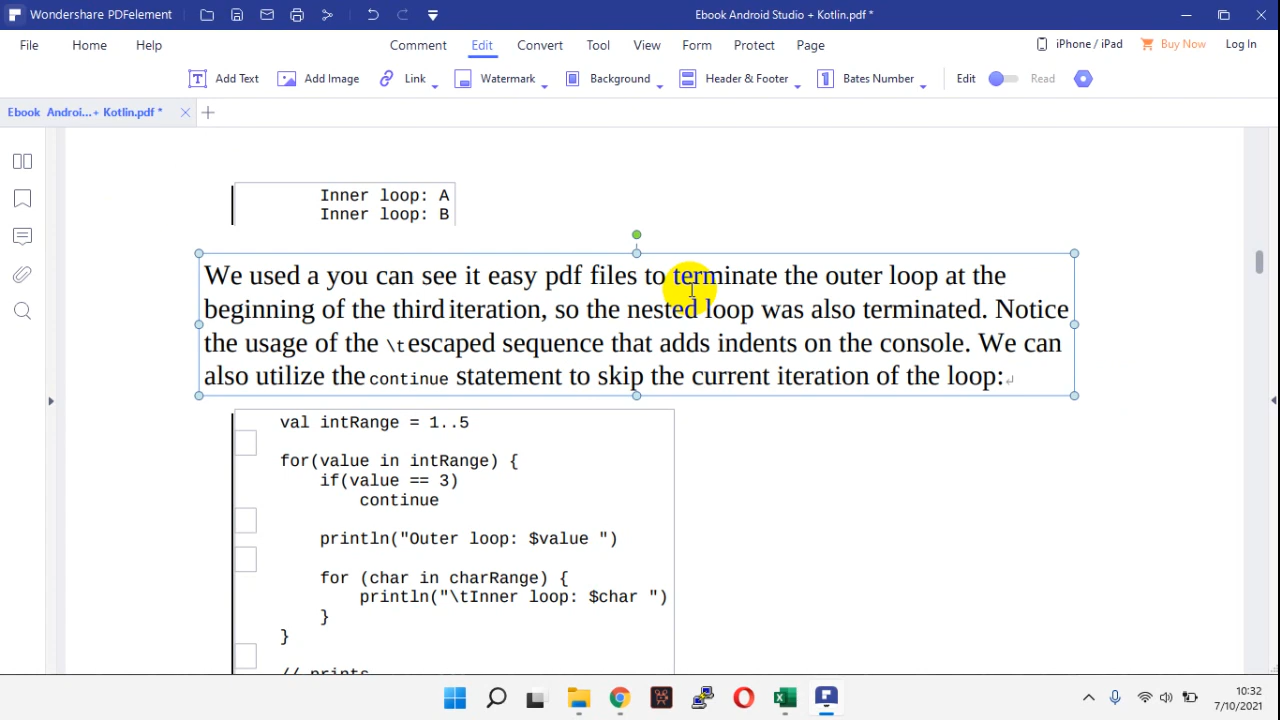 Wondershare PDFelement
Ebook Android Studio + Kotlin.pdf *
File Home Help Comment Edit Convert Tool View Form Protect Page iPhone / iPad Buy Now Log In
Add Text Add Image Link Watermark Background Header & Footer Bates Number Edit Read
Ebook Androi...+ Kotlin.pdf *
Inner loop: A
Inner loop: B
We used a you can see it easy pdf files to terminate the outer loop at the
beginning of the third iteration, so the nested loop was also terminated. Notice
the usage of the \t escaped sequence that adds indents on the console. We can
also utilize the continue statement to skip the current iteration of the loop:
val intRange = 1..5
for(value in intRange) {
if(value == 3)
continue
println("Outer loop: $value ")
for (char in charRange) {
println("\tInner loop: $char ")
}
}
// prints
10:32
7/10/2021